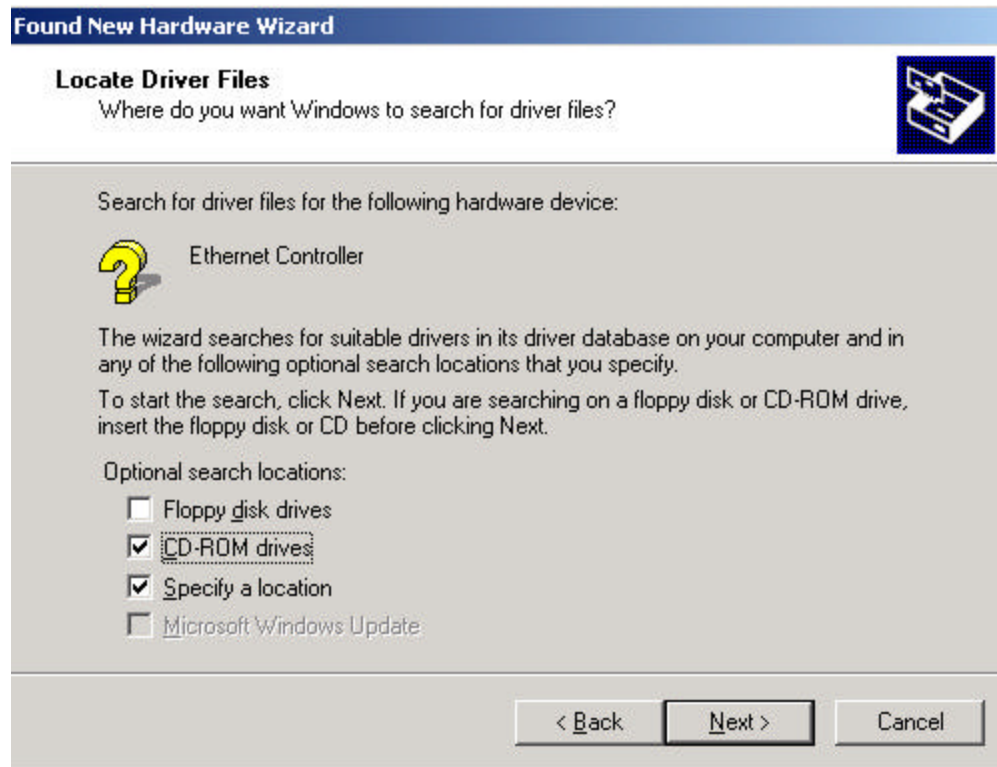 Found New Hardware Wizard
Locate Driver Files
Where do you want Windows to search for driver files?
Search for driver files for the following hardware device:
Ethernet Controller
The wizard searches for suitable drivers in its driver database on your computer and in
any of the following optional search locations that you specify.
To start the search, click Next. If you are searching on a floppy disk or CD-ROM drive,
insert the floppy disk or CD before clicking Next.
Optional search locations:
Floppy disk drives
CD-ROM drives
Specify a location
Microsoft Windows Update
< Back Next > Cancel